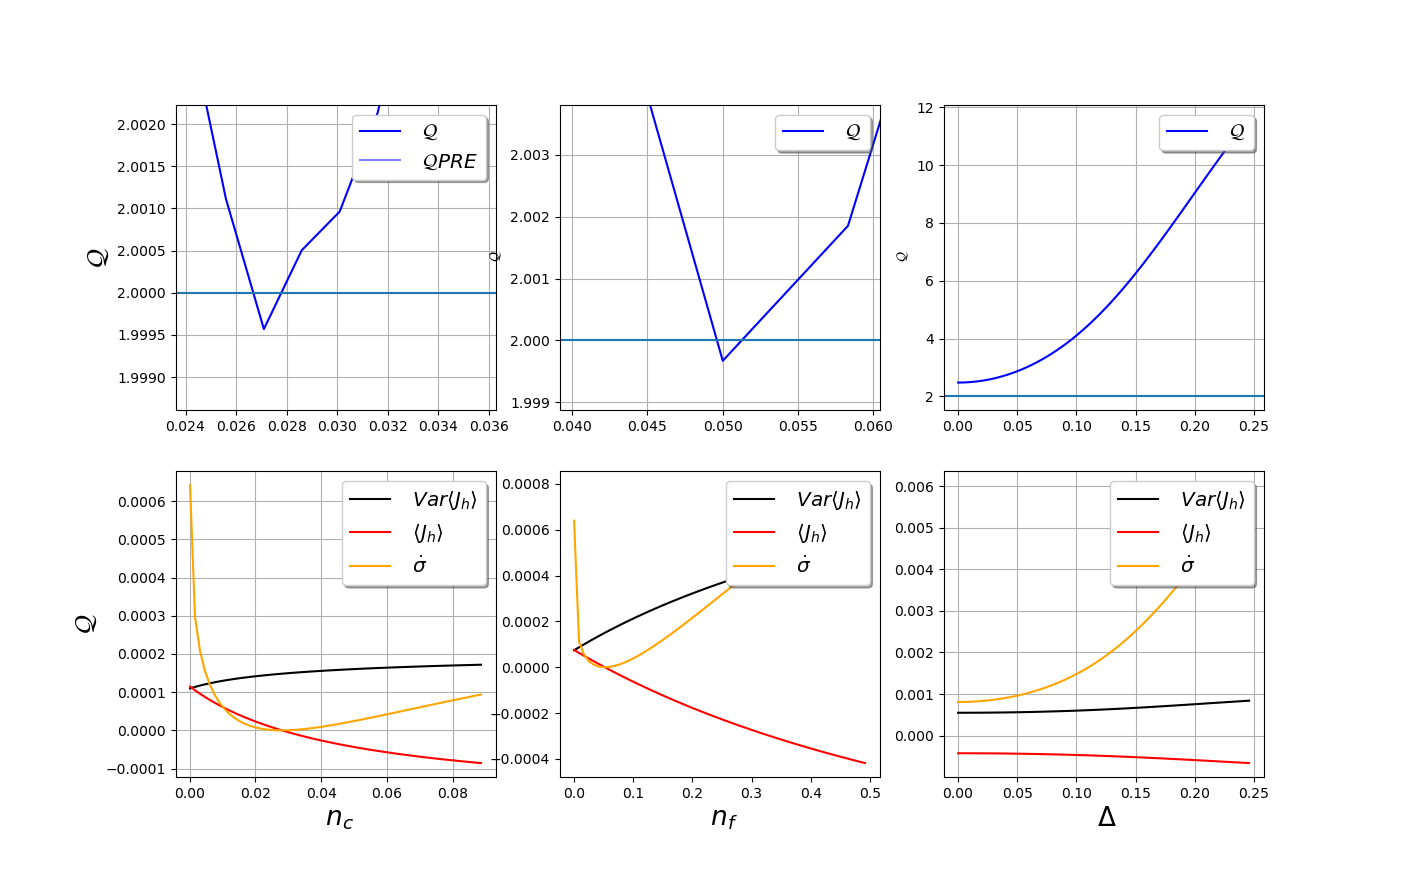 2.0020
2.0015
2.0010
2.0005
2.0000
1.9995
1.9990
𝒬
0.024 0.026 0.028 0.030 0.032 0.034 0.036
𝒬
𝒬PRE
2.003
2.002
2.001
2.000
1.999
𝒬
0.040 0.045 0.050 0.055 0.060
𝒬
12
10
8
6
4
2
𝒬
0.00 0.05 0.10 0.15 0.20 0.25
𝒬
0.0006
0.0005
0.0004
0.0003
0.0002
0.0001
0.0000
−0.0001
𝒬
0.00 0.02 0.04 0.06 0.08
n_c
Var⟨J_h⟩
⟨J_h⟩
σ̇
0.0008
0.0006
0.0004
0.0002
0.0000
−0.0002
−0.0004
0.0 0.1 0.2 0.3 0.4 0.5
n_f
Var⟨J_h⟩
⟨J_h⟩
σ̇
0.006
0.005
0.004
0.003
0.002
0.001
0.000
0.00 0.05 0.10 0.15 0.20 0.25
Δ
Var⟨J_h⟩
⟨J_h⟩
σ̇